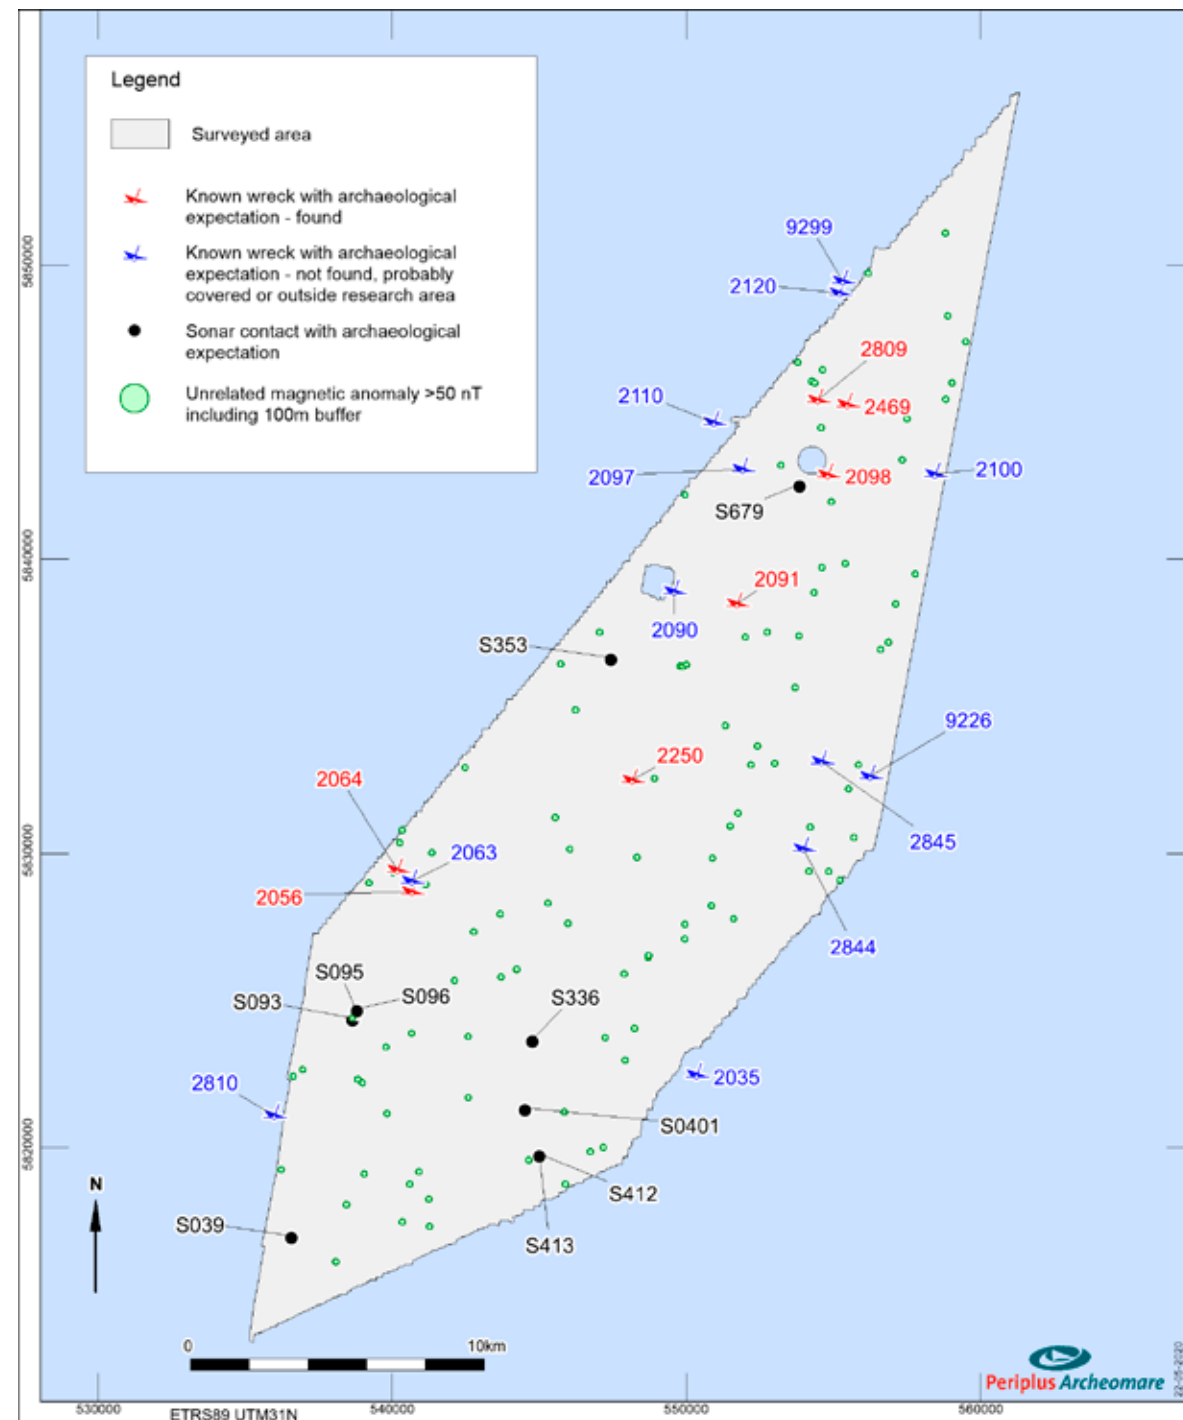 Legend
Surveyed area
Known wreck with archaeological
expectation - found
Known wreck with archaeological
expectation - not found, probably
covered or outside research area
Sonar contact with archaeological
expectation
Unrelated magnetic anomaly >50 nT
including 100m buffer
9299
2120
2809
2469
2110
2097
2098
2100
S679
2091
2090
S353
9226
2250
2064
2845
2063
2056
2844
S095
S096
S093
S336
2810
2035
S0401
S412
S039
S413
5850000
5840000
5830000
5820000
N
0
10km
530000
540000
550000
560000
ETRS89 UTM31N
Periplus Archeomare
22-05-2020